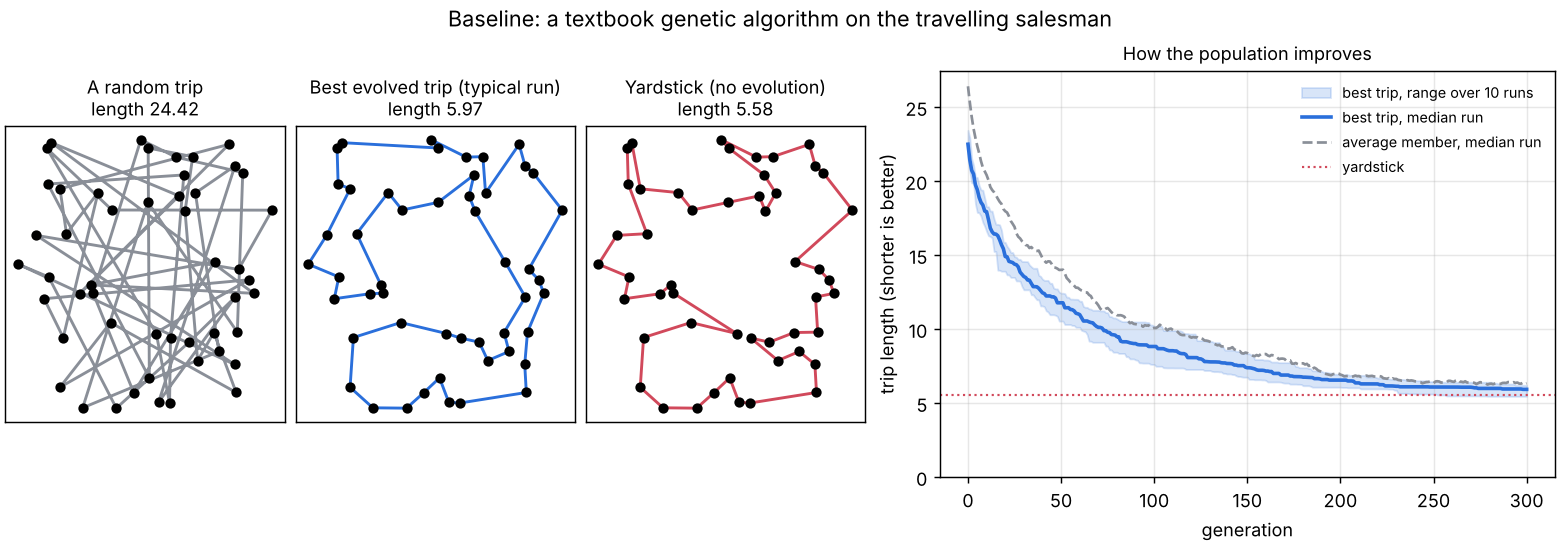 Baseline: a textbook genetic algorithm on the travelling salesman
A random trip
length 24.42
Best evolved trip (typical run)
length 5.97
Yardstick (no evolution)
length 5.58
How the population improves
best trip, range over 10 runs
best trip, median run
average member, median run
yardstick
trip length (shorter is better)
25
20
15
10
5
0
0 50 100 150 200 250 300
generation